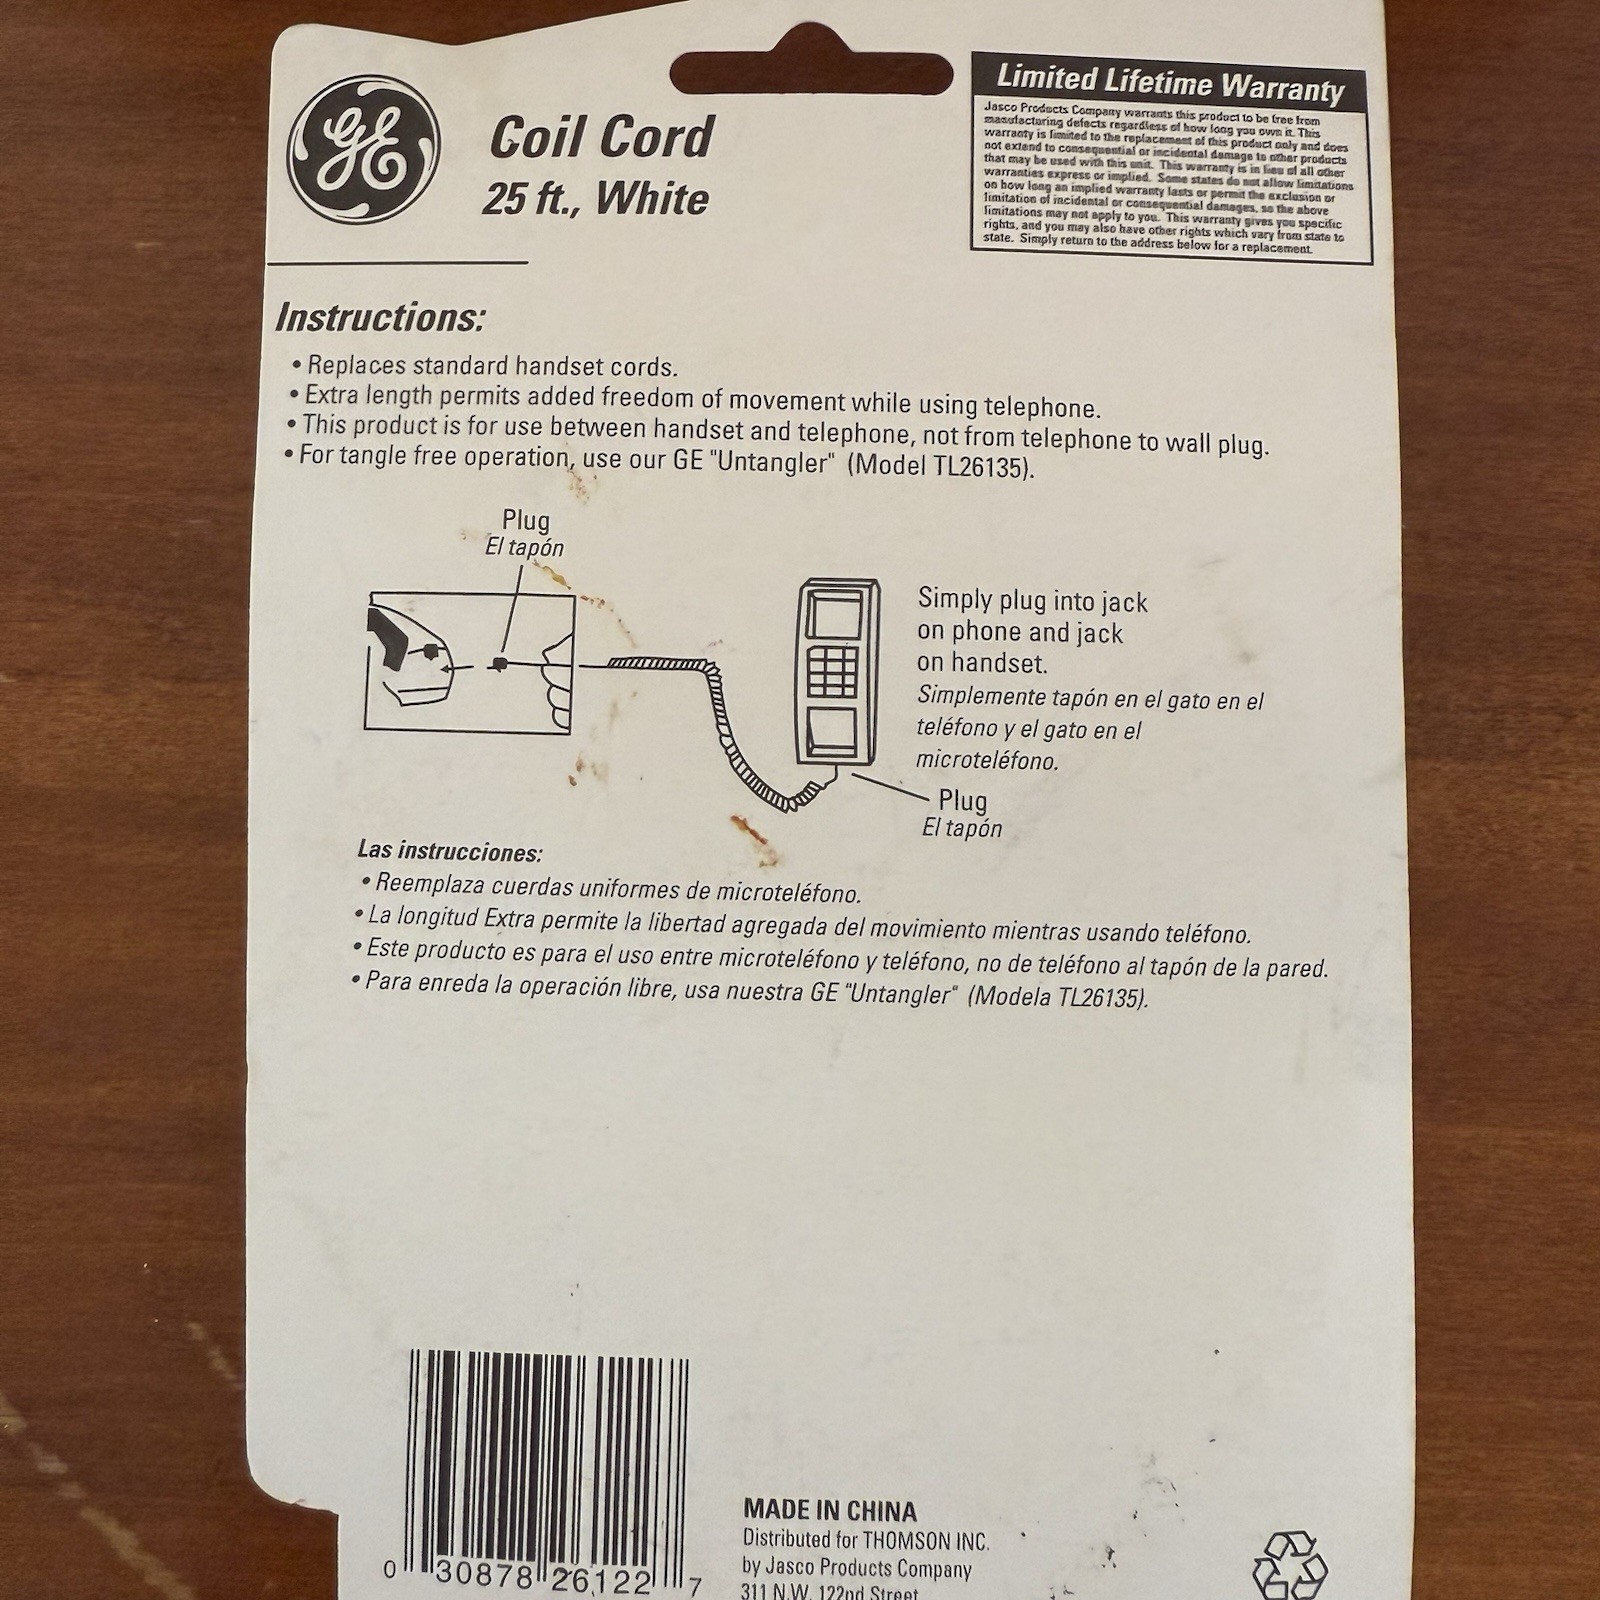 GE
Coil Cord
25 ft., White
Limited Lifetime Warranty
Jasco Products Company warrants this product to be free from
manufacturing defects regardless of how long you own it. This
warranty is limited to the replacement of this product only and does
not extend to consequential or incidental damage to other products
that may be used with this unit. This warranty is in lieu of all other
warranties express or implied. Some states do not allow limitations
on how long an implied warranty lasts or permit the exclusion or
limitation of incidental or consequential damages, so the above
limitations may not apply to you. This warranty gives you specific
rights, and you may also have other rights which vary from state to
state. Simply return to the address below for a replacement.
Instructions:
• Replaces standard handset cords.
• Extra length permits added freedom of movement while using telephone.
• This product is for use between handset and telephone, not from telephone to wall plug.
• For tangle free operation, use our GE "Untangler" (Model TL26135).
Plug
El tapón
Simply plug into jack
on phone and jack
on handset.
Simplemente tapón en el gato en el
teléfono y el gato en el
microteléfono.
Plug
El tapón
Las instrucciones:
• Reemplaza cuerdas uniformes de microteléfono.
• La longitud Extra permite la libertad agregada del movimiento mientras usando teléfono.
• Este producto es para el uso entre microteléfono y teléfono, no de teléfono al tapón de la pared.
• Para enreda la operación libre, usa nuestra GE "Untangler" (Modela TL26135).
0 30878 26122 7
MADE IN CHINA
Distributed for THOMSON INC.
by Jasco Products Company
311 N.W. 122nd Street